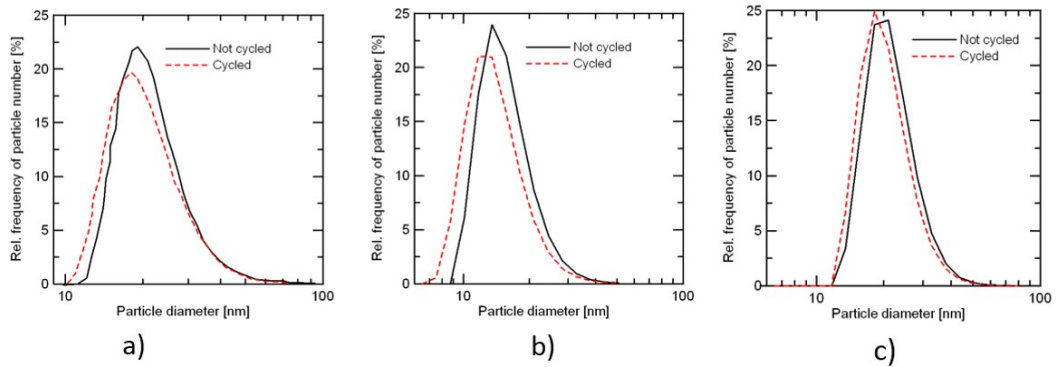 Rel. frequency of particle number [%]
25
20
15
10
5
0
10
100
Not cycled
Cycled
Particle diameter [nm]
a)
Rel. frequency of particle number [%]
25
20
15
10
5
0
10
100
Not cycled
Cycled
Particle diameter [nm]
b)
Rel. frequency of particle number [%]
25
20
15
10
5
0
10
100
Not cycled
Cycled
Particle diameter [nm]
c)